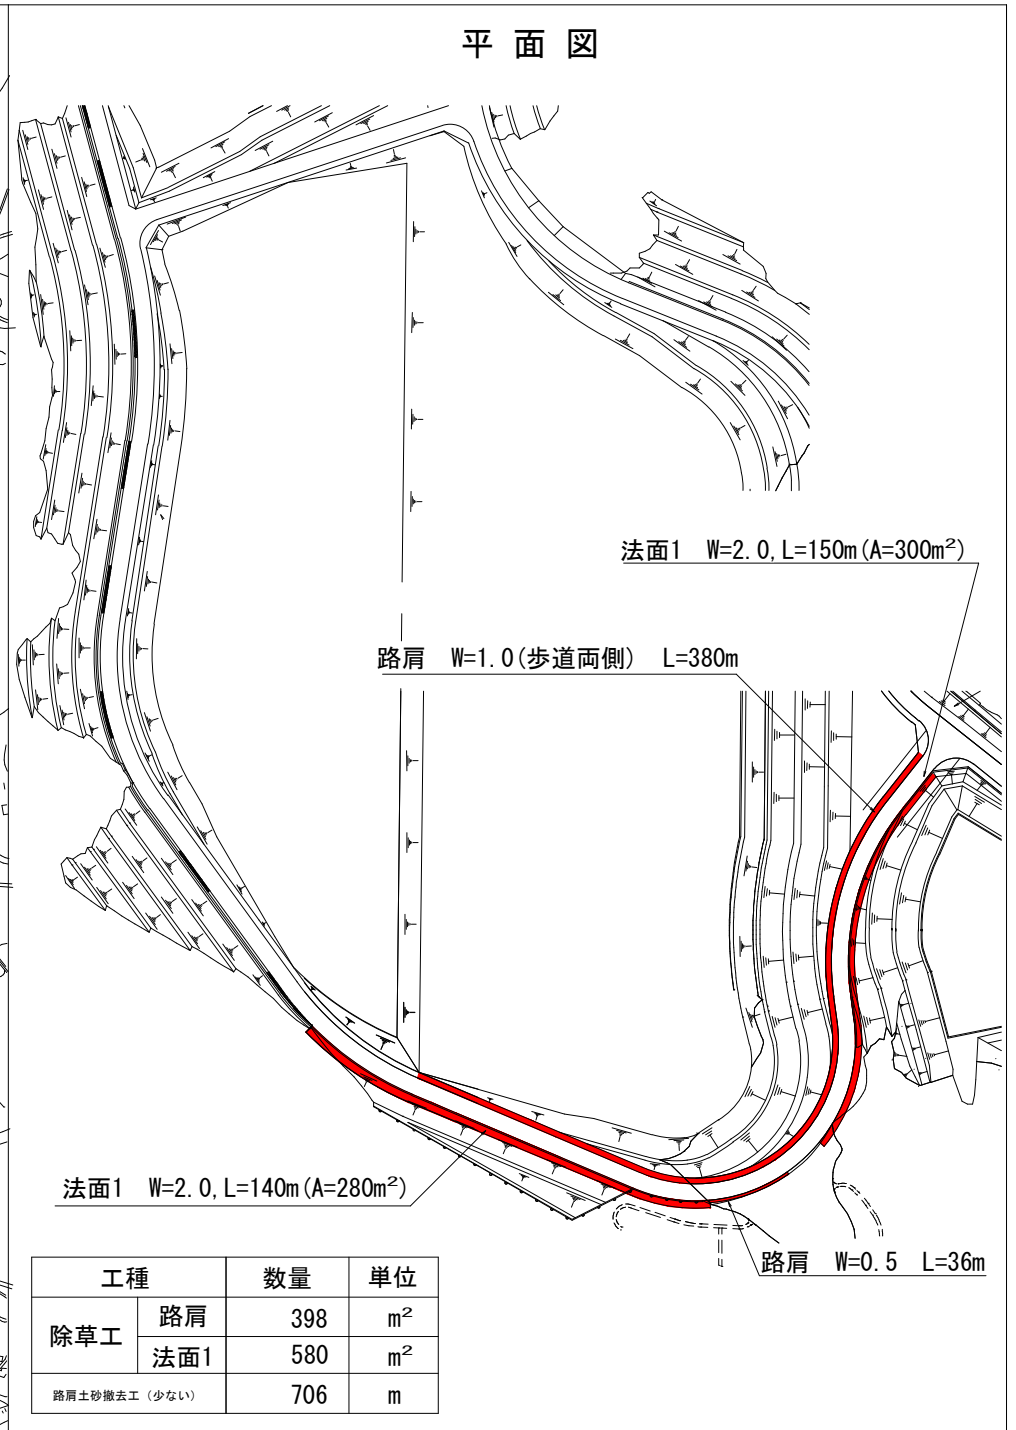 平面図
法面1 W=2.0,L=150m(A=300m²)
路肩 W=1.0(歩道両側) L=380m
法面1 W=2.0,L=140m(A=280m²)
路肩 W=0.5 L=36m
工種 数量 単位
除草工 路肩 398 m²
法面1 580 m²
路肩土砂撤去工(少ない) 706 m